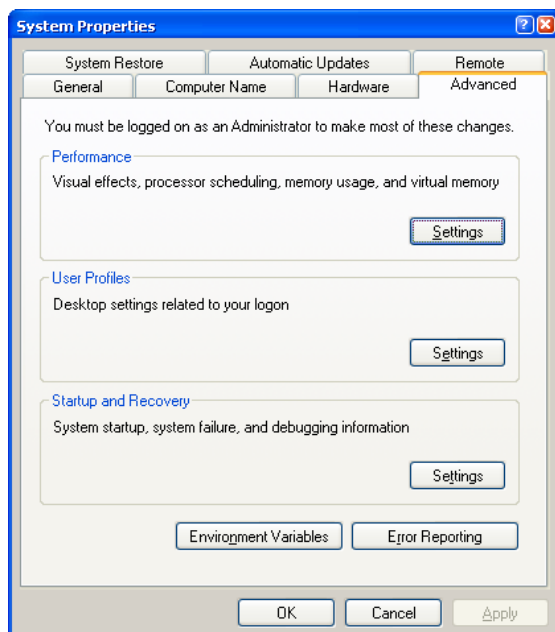 System Properties
System Restore Automatic Updates Remote
General Computer Name Hardware Advanced
You must be logged on as an Administrator to make most of these changes.
Performance
Visual effects, processor scheduling, memory usage, and virtual memory
Settings
User Profiles
Desktop settings related to your logon
Settings
Startup and Recovery
System startup, system failure, and debugging information
Settings
Environment Variables Error Reporting
OK Cancel Apply